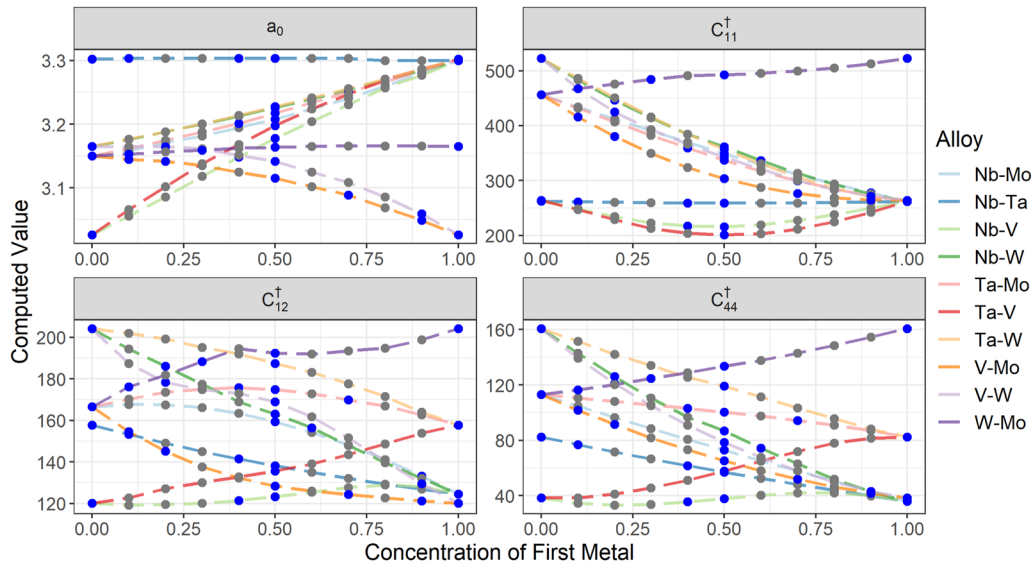 a₀
C₁₁†
3.3
3.2
3.1
500
400
300
200
0.00 0.25 0.50 0.75 1.00
0.00 0.25 0.50 0.75 1.00
C₁₂†
C₄₄†
200
180
160
140
120
160
120
80
40
0.00 0.25 0.50 0.75 1.00
0.00 0.25 0.50 0.75 1.00
Computed Value
Concentration of First Metal
Alloy
Nb-Mo
Nb-Ta
Nb-V
Nb-W
Ta-Mo
Ta-V
Ta-W
V-Mo
V-W
W-Mo